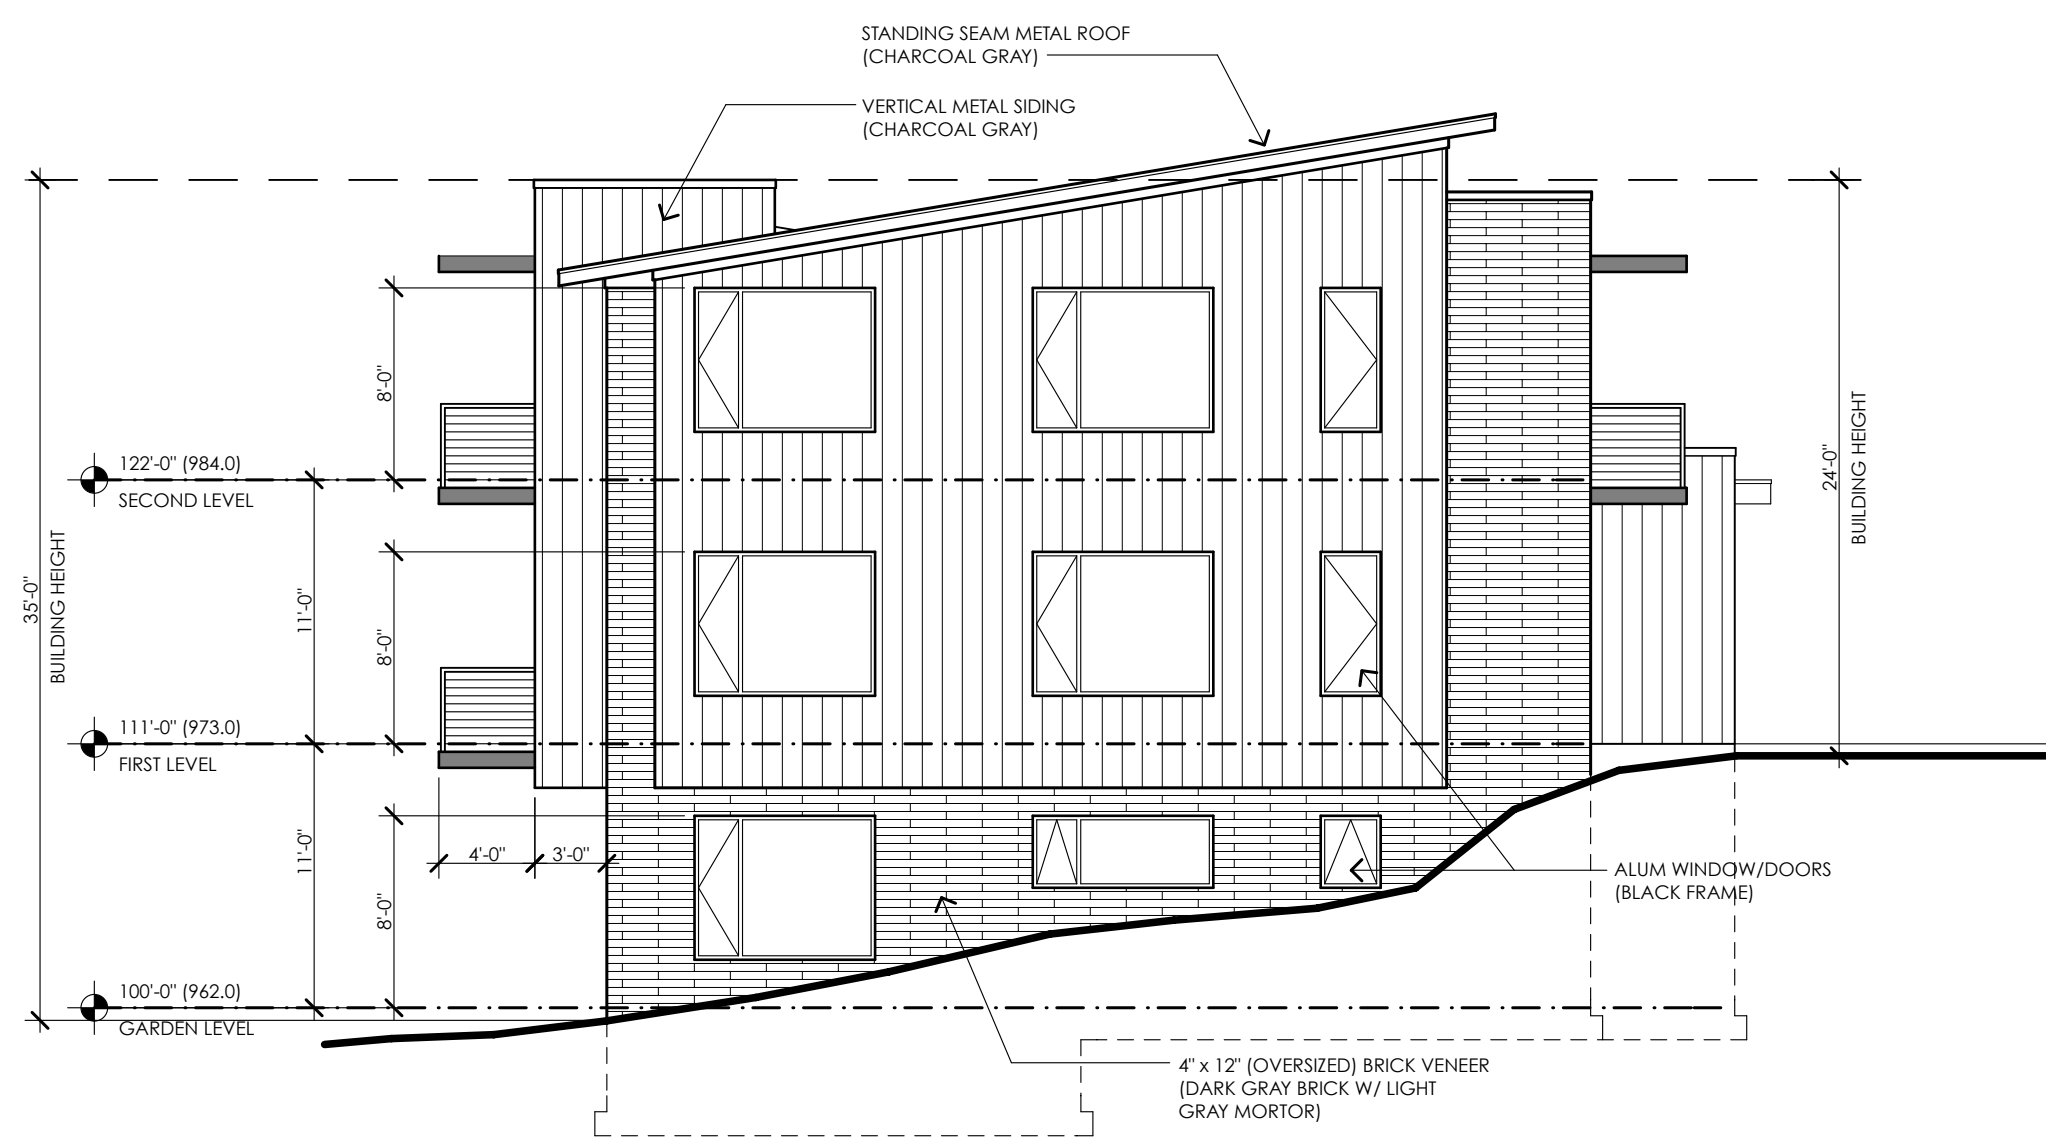 STANDING SEAM METAL ROOF
(CHARCOAL GRAY)
VERTICAL METAL SIDING
(CHARCOAL GRAY)
8'-0"
122'-0" (984.0)
SECOND LEVEL
24'-0"
BUILDING HEIGHT
35'-0"
BUILDING HEIGHT
11'-0"
8'-0"
111'-0" (973.0)
FIRST LEVEL
11'-0"
4'-0"
3'-0"
8'-0"
ALUM WINDOW/DOORS
(BLACK FRAME)
100'-0" (962.0)
GARDEN LEVEL
4" x 12" (OVERSIZED) BRICK VENEER
(DARK GRAY BRICK W/ LIGHT
GRAY MORTOR)